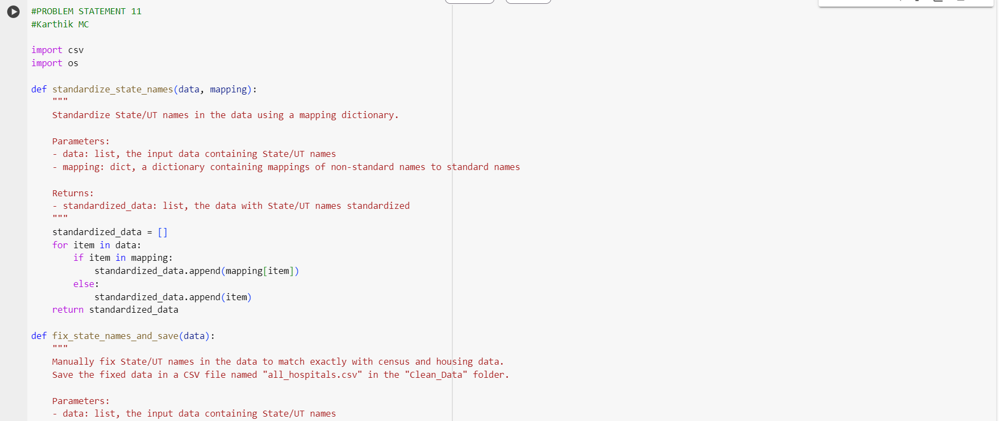 #PROBLEM STATEMENT 11
#Karthik MC
import csv
import os
def standardize_state_names(data, mapping):
"""
Standardize State/UT names in the data using a mapping dictionary.
Parameters:
- data: list, the input data containing State/UT names
- mapping: dict, a dictionary containing mappings of non-standard names to standard names
Returns:
- standardized_data: list, the data with State/UT names standardized
"""
standardized_data = []
for item in data:
if item in mapping:
standardized_data.append(mapping[item])
else:
standardized_data.append(item)
return standardized_data
def fix_state_names_and_save(data):
"""
Manually fix State/UT names in the data to match exactly with census and housing data.
Save the fixed data in a CSV file named "all_hospitals.csv" in the "Clean_Data" folder.
Parameters:
- data: list, the input data containing State/UT names